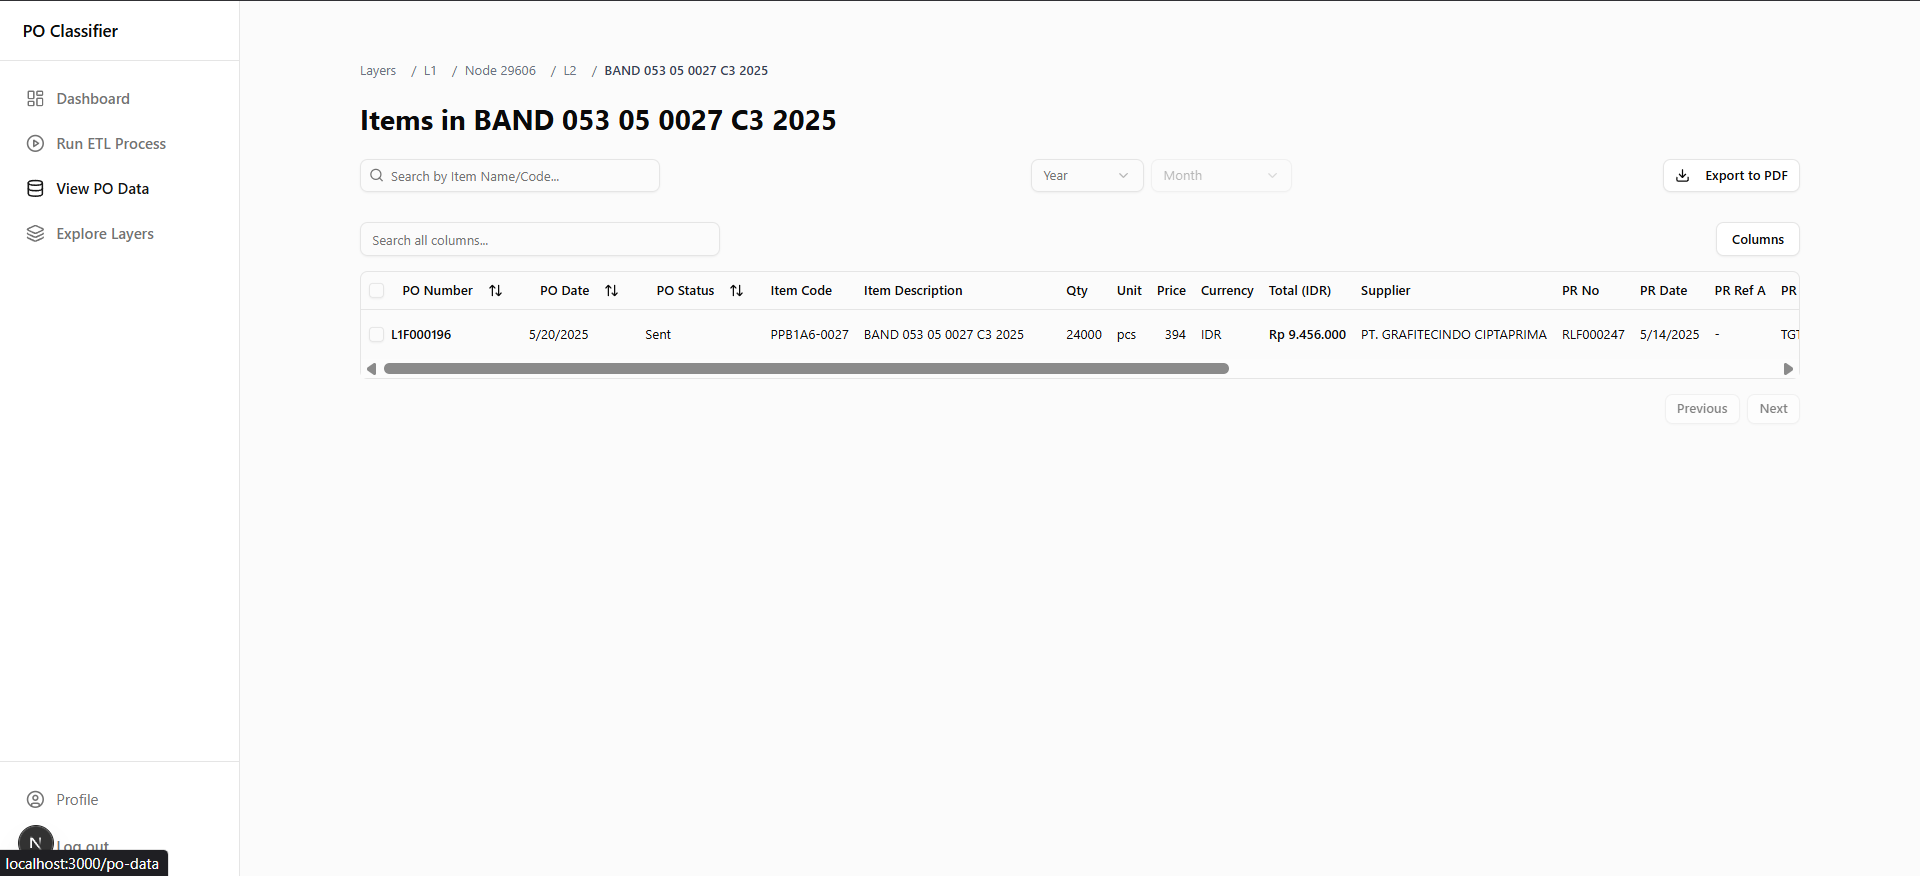 PO Classifier
Dashboard
Run ETL Process
View PO Data
Explore Layers
Layers / L1 / Node 29606 / L2 / BAND 053 05 0027 C3 2025
Items in BAND 053 05 0027 C3 2025
Search by Item Name/Code... Year Month Export to PDF
Search all columns... Columns
PO Number PO Date PO Status Item Code Item Description Qty Unit Price Currency Total (IDR) Supplier PR No PR Date PR Ref A PR
L1F000196 5/20/2025 Sent PPB1A6-0027 BAND 053 05 0027 C3 2025 24000 pcs 394 IDR Rp 9.456.000 PT. GRAFITECINDO CIPTAPRIMA RLF000247 5/14/2025 -
Previous Next
Profile
N Log out
localhost:3000/po-data